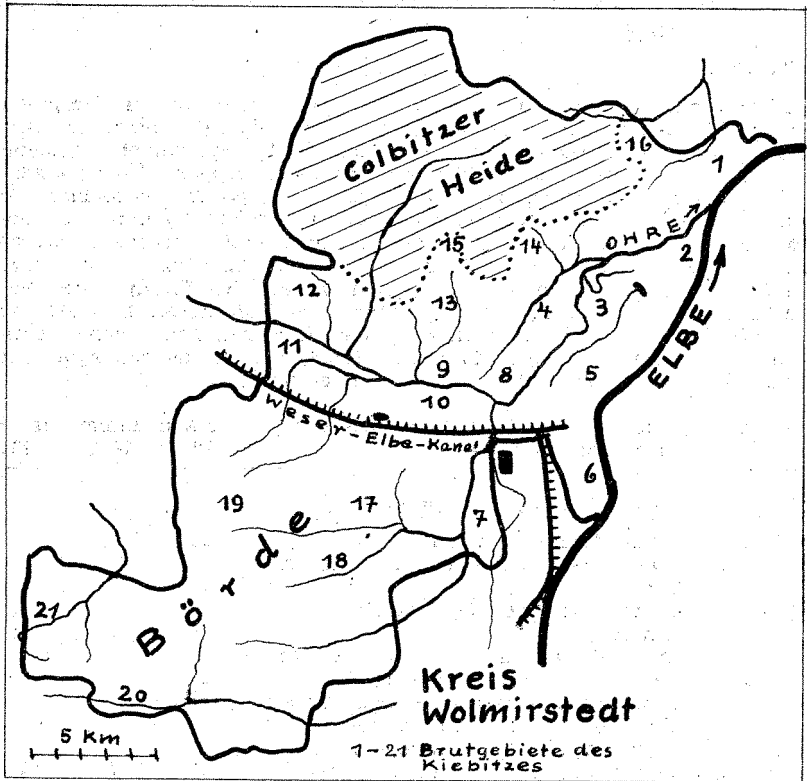 Colbitzer
Heide
16
1
15
14
OHRE
2
12
13
4
3
ELBE
11
9
8
5
10
Weser-Elbe-Kanal
6
19
17
7
18
Börde
21
20
Kreis
Wolmirstedt
5 Km
1-21 Brutgebiete des
Kiebitzes